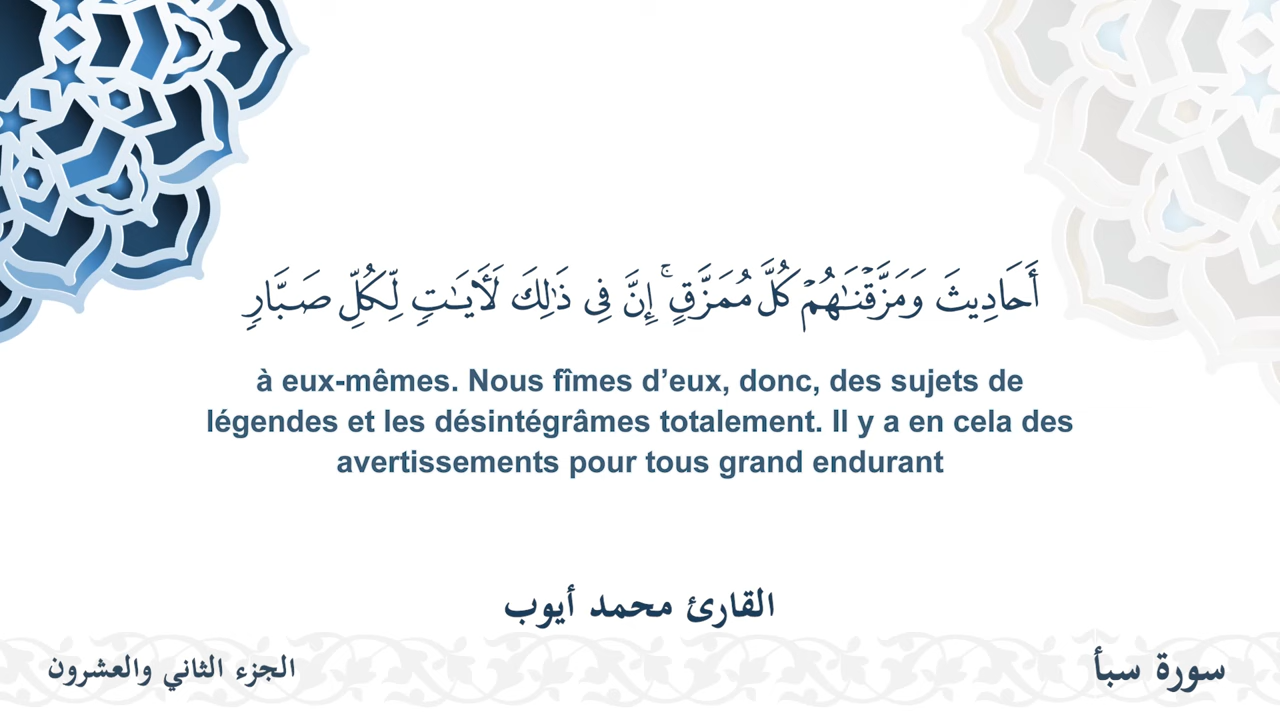 أَحَادِيثَ وَمَزَّقْنَـٰهُمْ كُلَّ مُمَزَّقٍ ۚ إِنَّ فِى ذَٰلِكَ لَـَٔايَـٰتٍ لِّكُلِّ صَبَّارٍ
à eux-mêmes. Nous fîmes d’eux, donc, des sujets de
légendes et les désintégrâmes totalement. Il y a en cela des
avertissements pour tous grand endurant
القارئ محمد أيوب
سورة سبأ
الجزء الثاني والعشرون